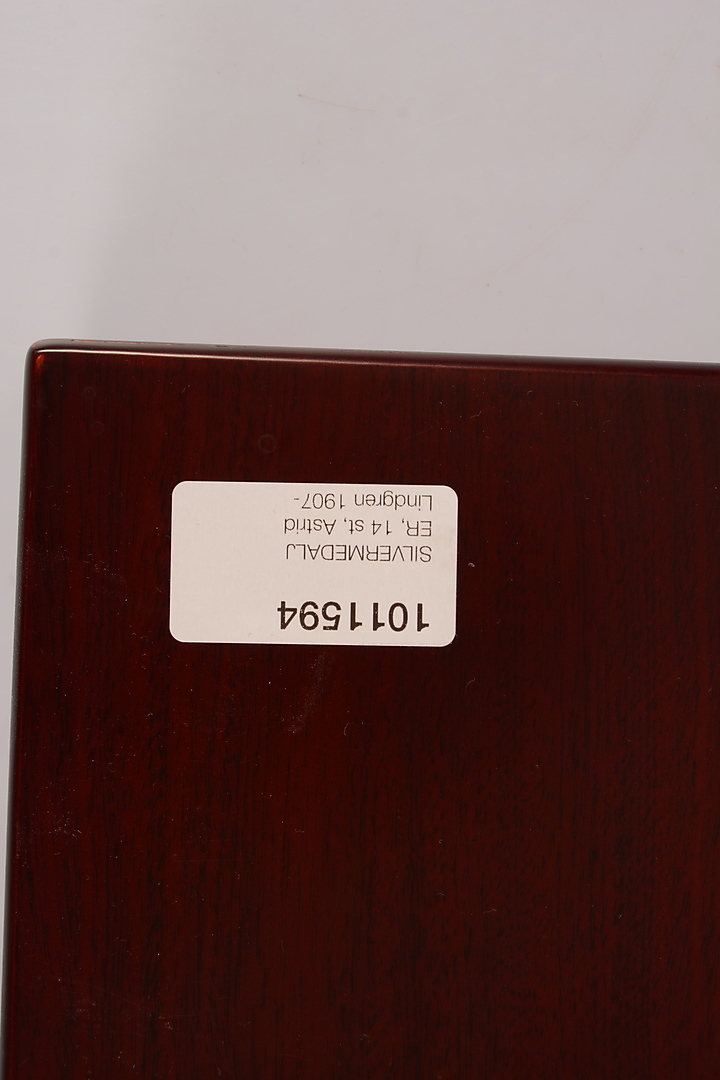 1011594
SILVERMEDALJ
ER, 14 st, Astrid
Lindgren 1907-